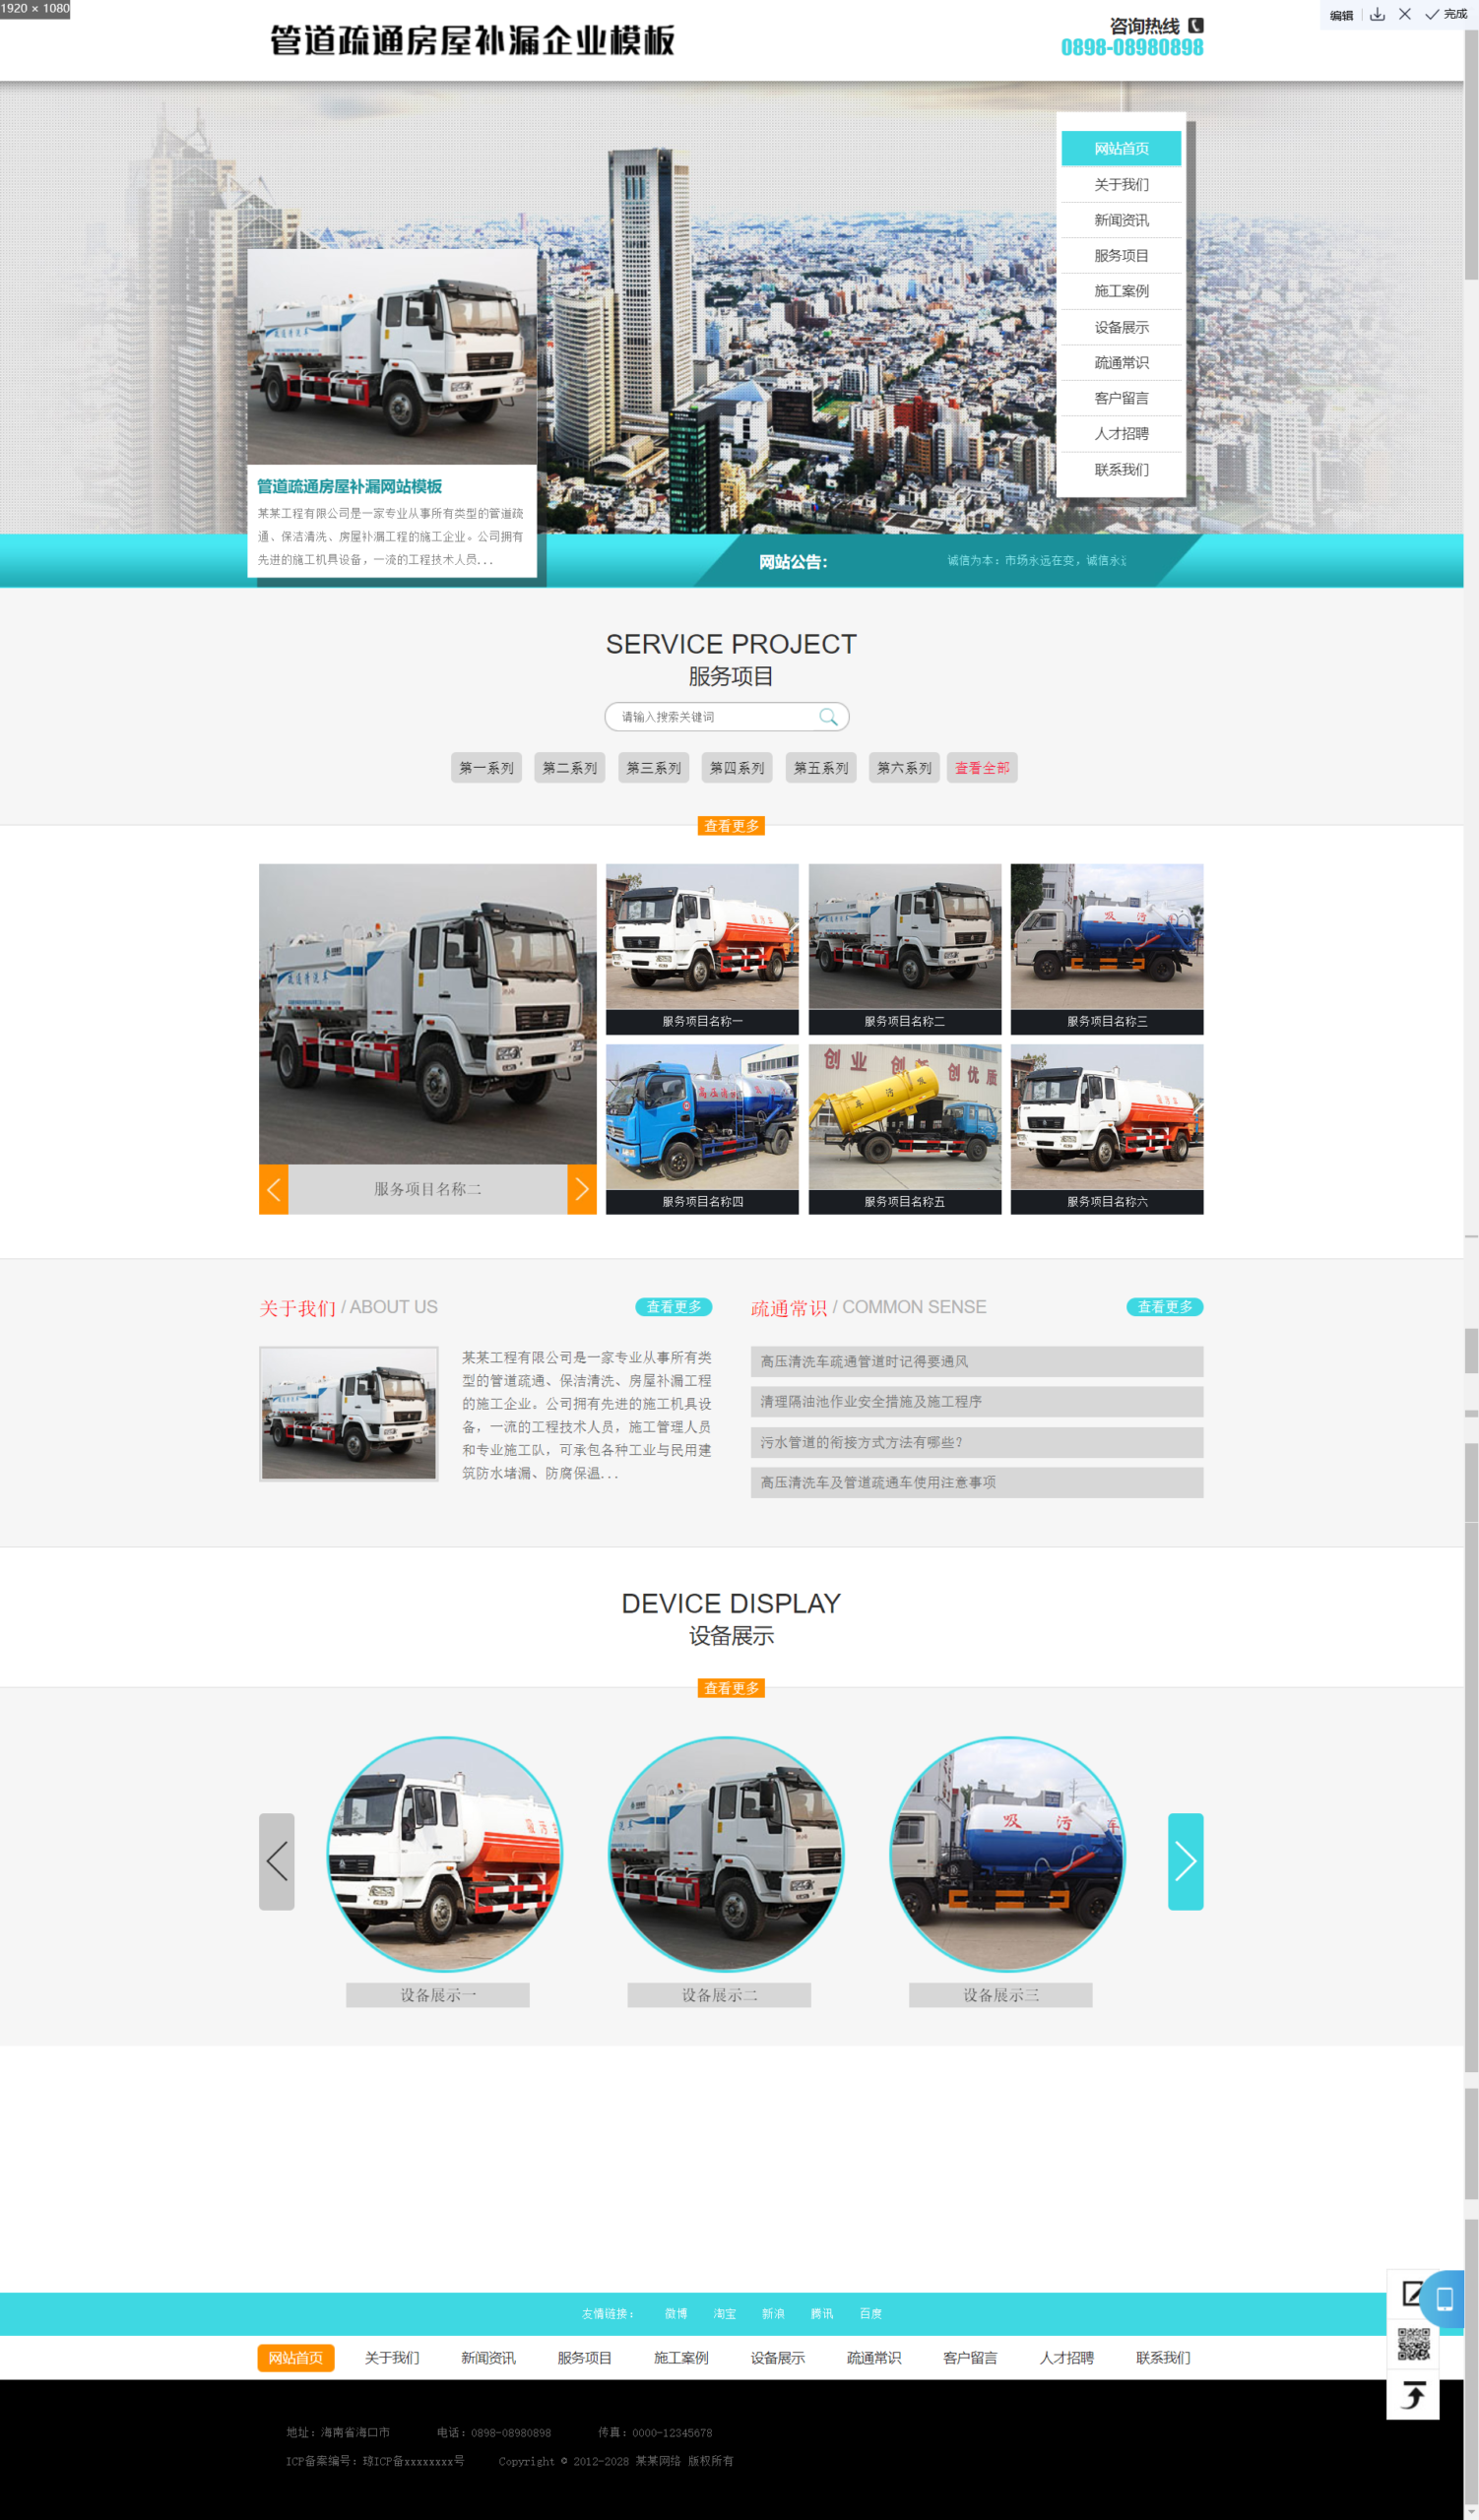 1920 × 1080
编辑
完成
管道疏通房屋补漏企业模板
咨询热线
0898-08980898
网站首页
关于我们
新闻资讯
服务项目
施工案例
设备展示
疏通常识
客户留言
人才招聘
联系我们
管道疏通房屋补漏网站模板
某某工程有限公司是一家专业从事所有类型的管道疏
通、保洁清洗、房屋补漏工程的施工企业。公司拥有
先进的施工机具设备，一流的工程技术人员...
网站公告：
诚信为本：市场永远在变，诚信永
SERVICE PROJECT
服务项目
请输入搜索关键词
第一系列 第二系列 第三系列 第四系列 第五系列 第六系列 查看全部
查看更多
疏通清洗车
服务项目名称二
服务项目名称一
服务项目名称二
吸 污
服务项目名称三
服务项目名称四
创业
创优质
服务项目名称五
服务项目名称六
关于我们 / ABOUT US
查看更多
某某工程有限公司是一家专业从事所有类
型的管道疏通、保洁清洗、房屋补漏工程
的施工企业。公司拥有先进的施工机具设
备，一流的工程技术人员，施工管理人员
和专业施工队，可承包各种工业与民用建
筑防水堵漏、防腐保温...
疏通常识 / COMMON SENSE
查看更多
高压清洗车疏通管道时记得要通风
清理隔油池作业安全措施及施工程序
污水管道的衔接方式方法有哪些？
高压清洗车及管道疏通车使用注意事项
DEVICE DISPLAY
设备展示
查看更多
吸 污 车
设备展示一
设备展示二
设备展示三
友情链接： 微博 淘宝 新浪 腾讯 百度
网站首页 关于我们 新闻资讯 服务项目 施工案例 设备展示 疏通常识 客户留言 人才招聘 联系我们
地址：海南省海口市 电话：0898-08980898 传真：0000-12345678
ICP备案编号：琼ICP备xxxxxxxx号 Copyright © 2012-2028 某某网络 版权所有